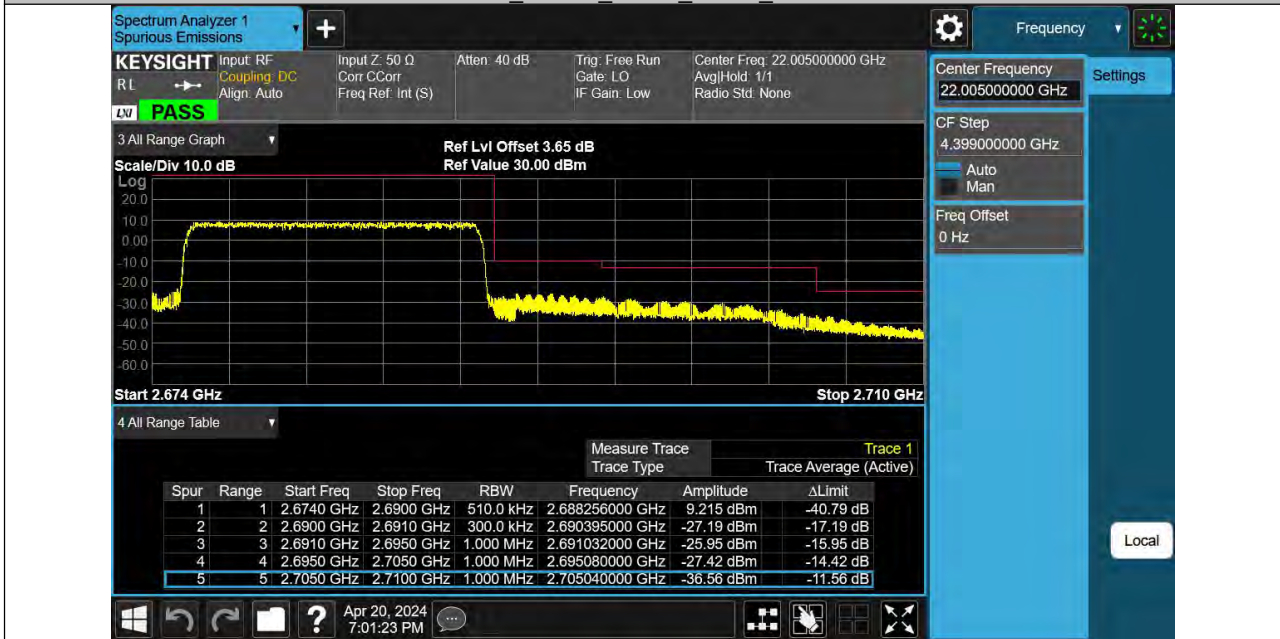 Spectrum Analyzer 1
Spurious Emissions
+
Frequency
KEYSIGHT Input: RF Input Z: 50 Ω Atten: 40 dB Trig: Free Run Center Freq: 22.005000000 GHz
RL Coupling: DC Corr CCorr Gate: LO Avg|Hold: 1/1
Align: Auto Freq Ref: Int (S) IF Gain: Low Radio Std: None
LXI PASS
Center Frequency
22.005000000 GHz
Settings
CF Step
4.399000000 GHz
Auto
Man
Freq Offset
0 Hz
3 All Range Graph
Ref Lvl Offset 3.65 dB
Scale/Div 10.0 dB Ref Value 30.00 dBm
Log
20.0
10.0
0.00
-10.0
-20.0
-30.0
-40.0
-50.0
-60.0
Start 2.674 GHz Stop 2.710 GHz
4 All Range Table
Measure Trace Trace 1
Trace Type Trace Average (Active)
Spur Range Start Freq Stop Freq RBW Frequency Amplitude ΔLimit
1 1 2.6740 GHz 2.6900 GHz 510.0 kHz 2.688256000 GHz 9.215 dBm -40.79 dB
2 2 2.6900 GHz 2.6910 GHz 300.0 kHz 2.690395000 GHz -27.19 dBm -17.19 dB
3 3 2.6910 GHz 2.6950 GHz 1.000 MHz 2.691032000 GHz -25.95 dBm -15.95 dB
4 4 2.6950 GHz 2.7050 GHz 1.000 MHz 2.695080000 GHz -27.42 dBm -14.42 dB
5 5 2.7050 GHz 2.7100 GHz 1.000 MHz 2.705040000 GHz -36.56 dBm -11.56 dB
Local
? Apr 20, 2024
7:01:23 PM